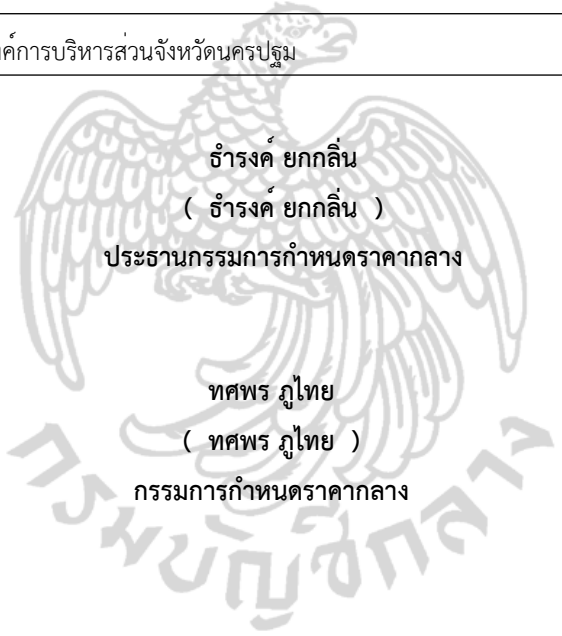 องค์การบริหารส่วนจังหวัดนครปฐม
ธำรงค์ ยกกลิ่น
( ธำรงค์ ยกกลิ่น )
ประธานกรรมการกำหนดราคากลาง
ทศพร ภูไทย
( ทศพร ภูไทย )
กรรมการกำหนดราคากลาง
กรมบัญชีกลาง